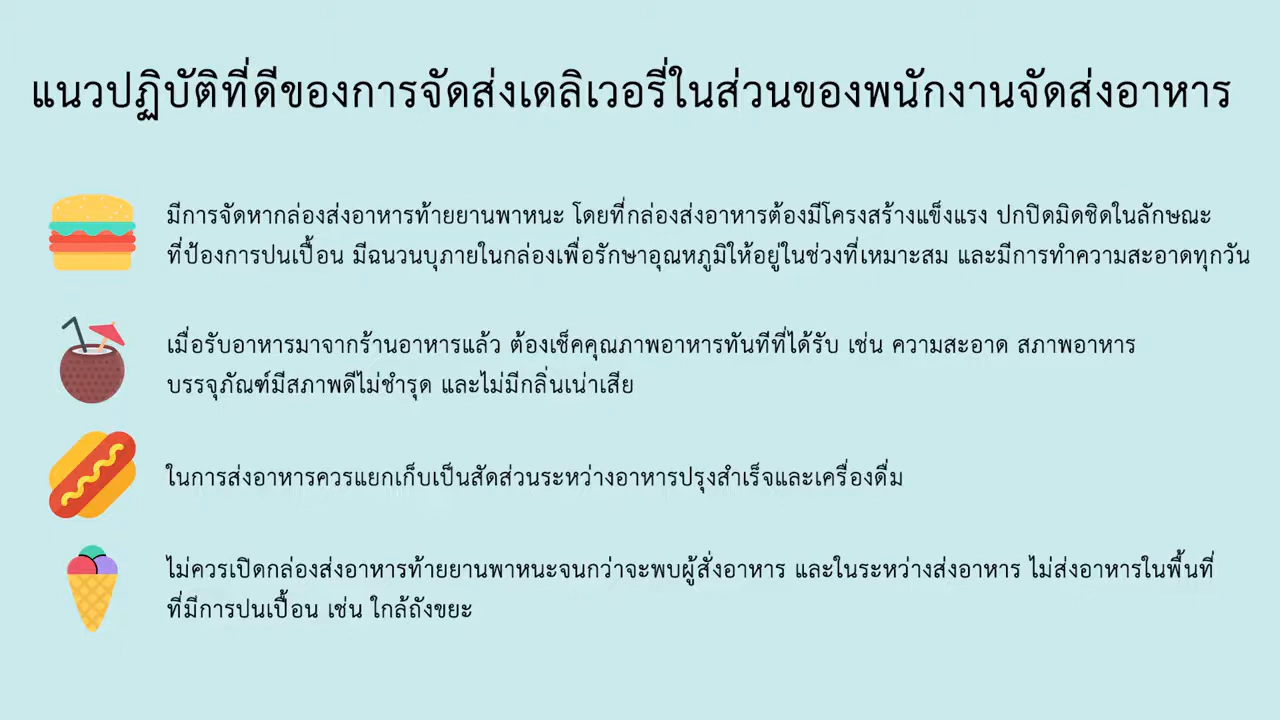 แนวปฏิบัติที่ดีของการจัดส่งเดลิเวอรี่ในส่วนของพนักงานจัดส่งอาหาร
มีการจัดหากล่องส่งอาหารท้ายยานพาหนะ โดยที่กล่องส่งอาหารต้องมีโครงสร้างแข็งแรง ปกปิดมิดชิดในลักษณะ
ที่ป้องการปนเปื้อน มีฉนวนบุภายในกล่องเพื่อรักษาอุณหภูมิให้อยู่ในช่วงที่เหมาะสม และมีการทำความสะอาดทุกวัน
เมื่อรับอาหารมาจากร้านอาหารแล้ว ต้องเช็คคุณภาพอาหารทันทีที่ได้รับ เช่น ความสะอาด สภาพอาหาร
บรรจุภัณฑ์มีสภาพดีไม่ชำรุด และไม่มีกลิ่นเน่าเสีย
ในการส่งอาหารควรแยกเก็บเป็นสัดส่วนระหว่างอาหารปรุงสำเร็จและเครื่องดื่ม
ไม่ควรเปิดกล่องส่งอาหารท้ายยานพาหนะจนกว่าจะพบผู้สั่งอาหาร และในระหว่างส่งอาหาร ไม่ส่งอาหารในพื้นที่
ที่มีการปนเปื้อน เช่น ใกล้ถังขยะ